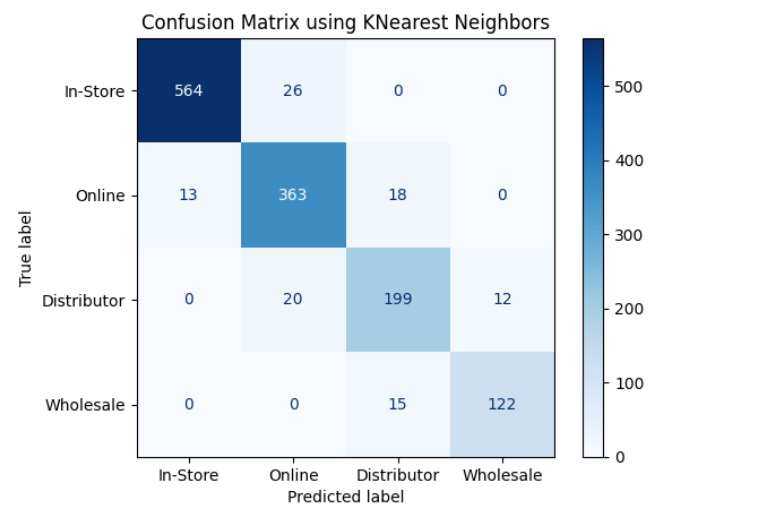 Confusion Matrix using KNearest Neighbors
In-Store 564 26 0 0
Online 13 363 18 0
Distributor 0 20 199 12
Wholesale 0 0 15 122
In-Store Online Distributor Wholesale
Predicted label
True label
500
400
300
200
100
0